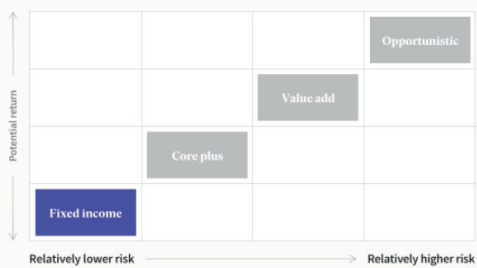 Opportunistic
Value add
Potential return
Core plus
Fixed income
Relatively lower risk
Relatively higher risk